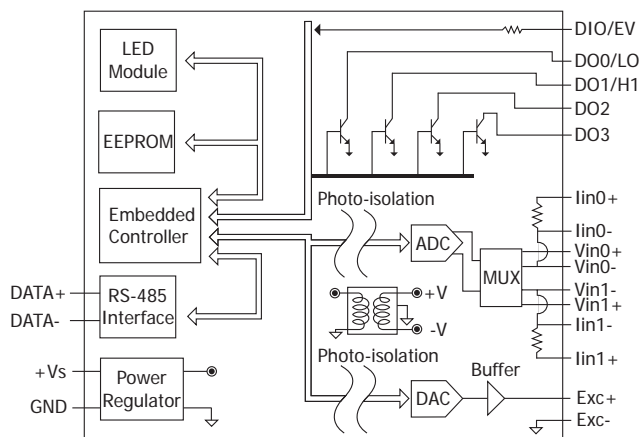 LED
Module
EEPROM
Embedded
Controller
DATA+
DATA-
RS-485
Interface
+Vs
GND
Power
Regulator
Photo-isolation
ADC
MUX
+V
-V
Photo-isolation
DAC
Buffer
DIO/EV
DO0/LO
DO1/H1
DO2
DO3
Iin0+
Iin0-
Vin0+
Vin0-
Vin1-
Vin1+
Iin1-
Iin1+
Exc+
Exc-